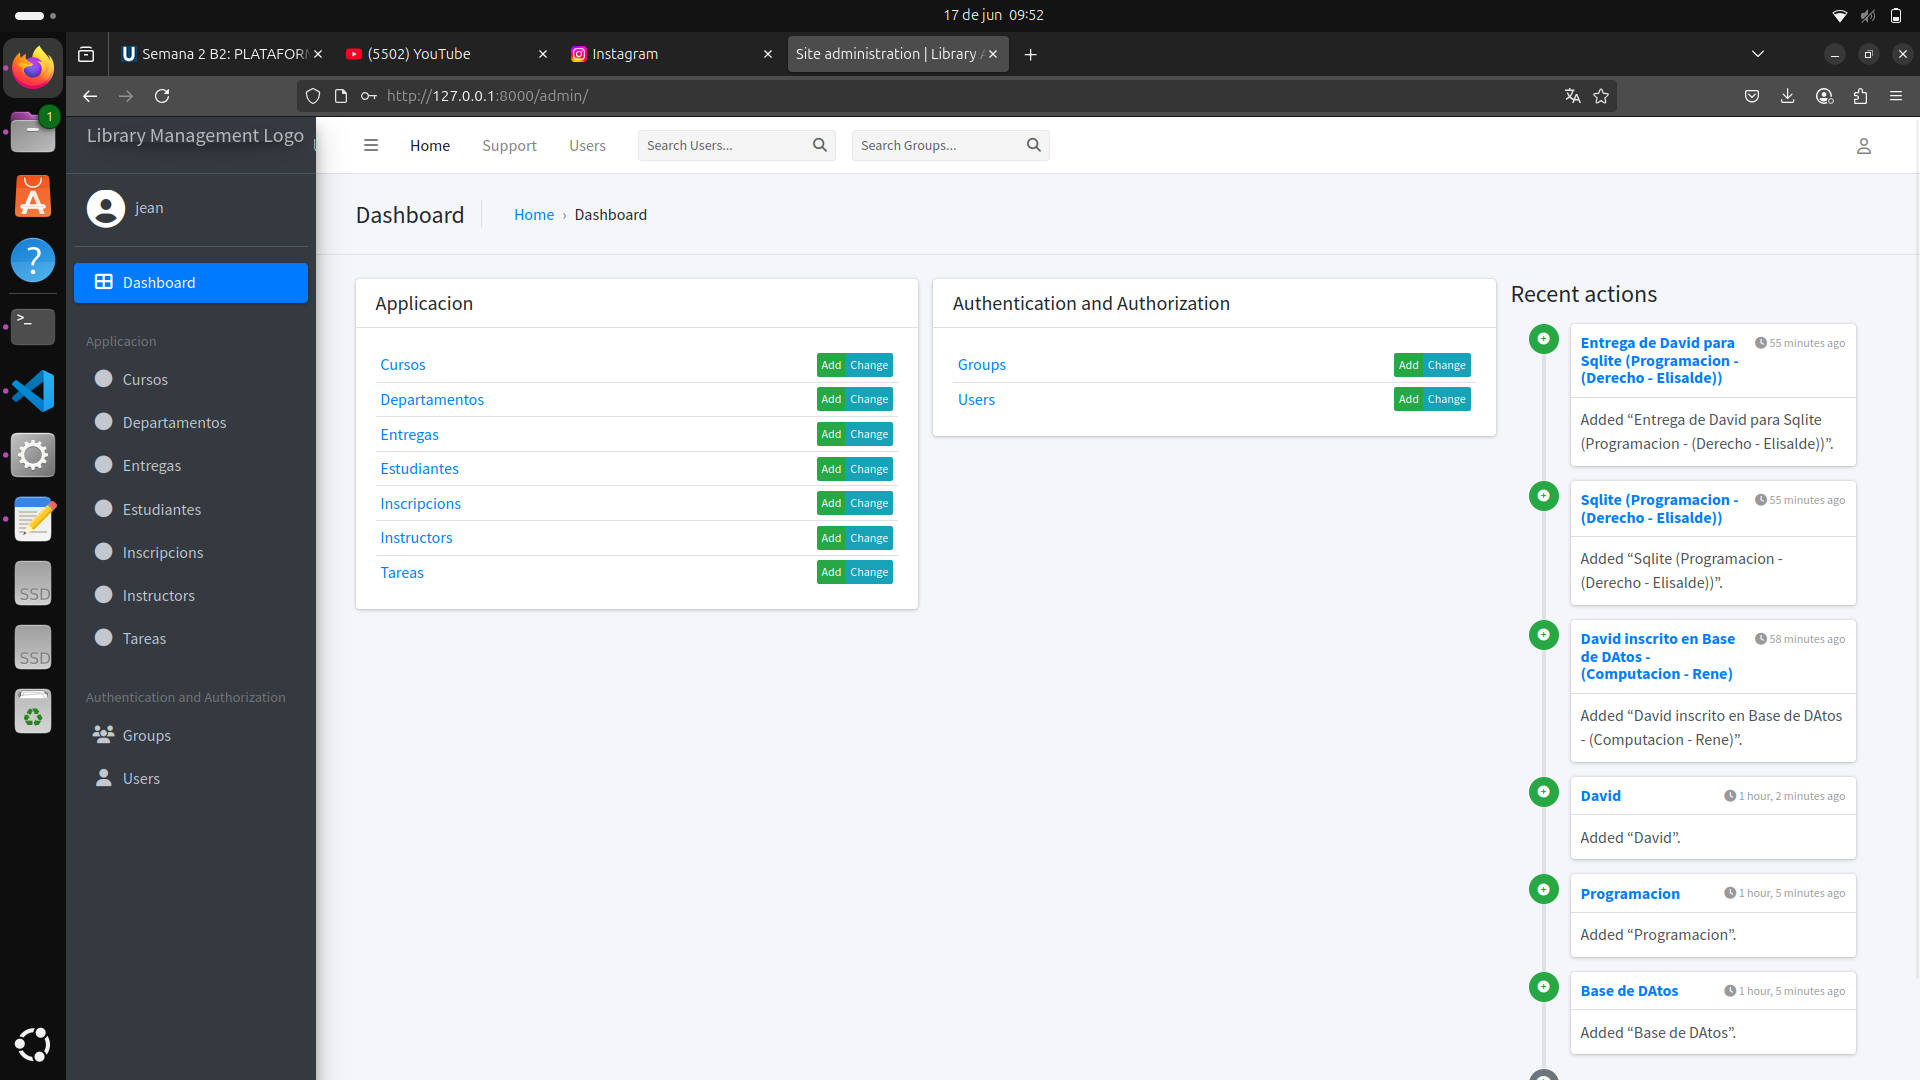 17 de jun 09:52
Semana 2 B2: PLATAFOR
(5502) YouTube
Instagram
Site administration | Library
http://127.0.0.1:8000/admin/
1
Library Management Logo
Home
Support
Users
Search Users...
Search Groups...
jean
Dashboard
Home › Dashboard
Dashboard
Applicacion
Cursos
Departamentos
Entregas
Estudiantes
Inscripcions
Instructors
Tareas
Authentication and Authorization
Groups
Users
SSD
SSD
Applicacion
Cursos Add Change
Departamentos Add Change
Entregas Add Change
Estudiantes Add Change
Inscripcions Add Change
Instructors Add Change
Tareas Add Change
Authentication and Authorization
Groups Add Change
Users Add Change
Recent actions
Entrega de David para 55 minutes ago
Sqlite (Programacion -
(Derecho - Elisalde))
Added “Entrega de David para Sqlite
(Programacion - (Derecho - Elisalde))”.
Sqlite (Programacion - 55 minutes ago
(Derecho - Elisalde))
Added “Sqlite (Programacion -
(Derecho - Elisalde))”.
David inscrito en Base 58 minutes ago
de DAtos -
(Computacion - Rene)
Added “David inscrito en Base de DAtos
- (Computacion - Rene)”.
David 1 hour, 2 minutes ago
Added “David”.
Programacion 1 hour, 5 minutes ago
Added “Programacion”.
Base de DAtos 1 hour, 5 minutes ago
Added “Base de DAtos”.